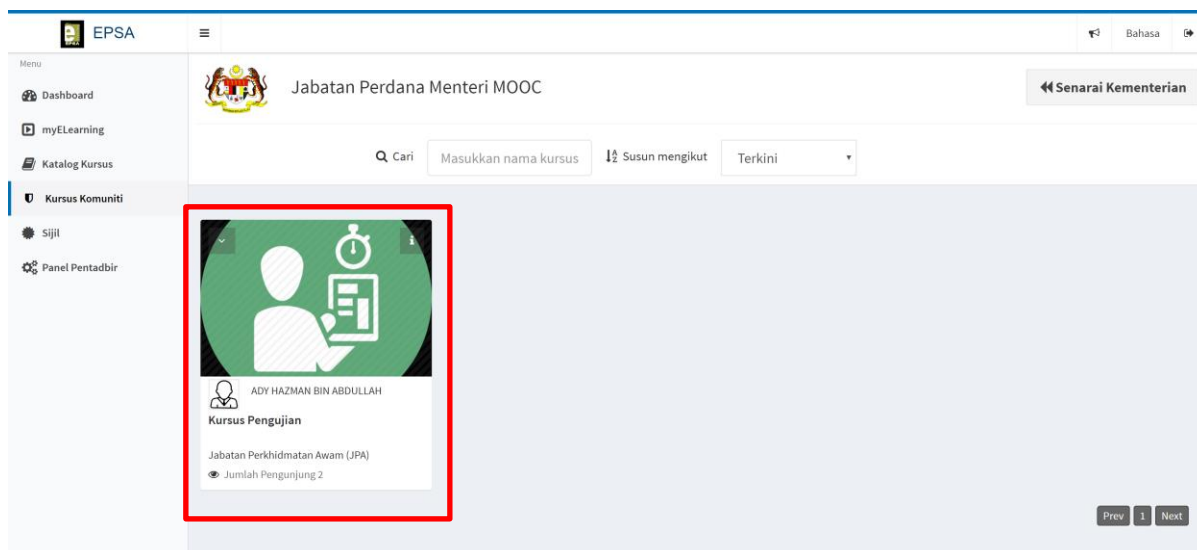 EPSA
Bahasa
Menu
Dashboard
myELearning
Katalog Kursus
Kursus Komuniti
Sijil
Panel Pentadbir
Jabatan Perdana Menteri MOOC
Senarai Kementerian
Cari
Masukkan nama kursus
Susun mengikut
Terkini
ADY HAZMAN BIN ABDULLAH
Kursus Pengujian
Jabatan Perkhidmatan Awam (JPA)
Jumlah Pengunjung 2
Prev 1 Next